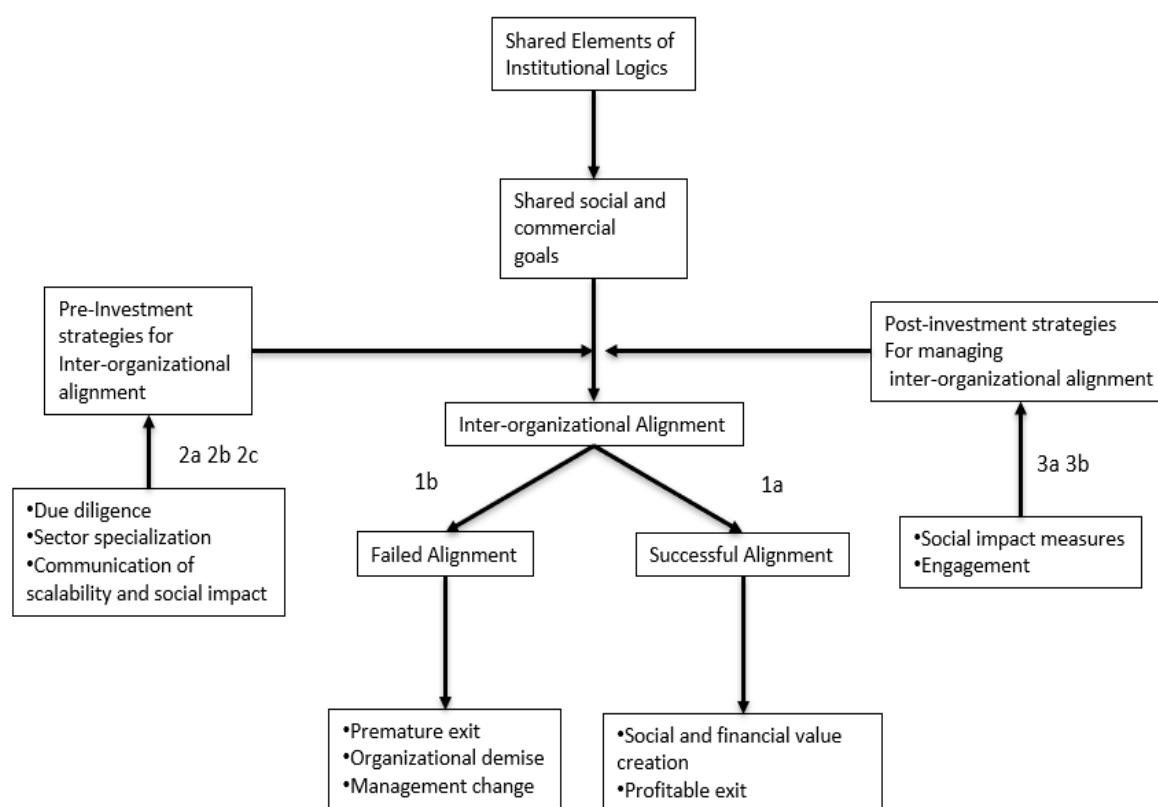 Shared Elements of
Institutional Logics
Shared social and
commercial
goals
Pre-Investment
strategies for
Inter-organizational
alignment
Post-investment strategies
For managing
inter-organizational alignment
Inter-organizational Alignment
2a 2b 2c
1b
1a
3a 3b
•Due diligence
•Sector specialization
•Communication of
scalability and social impact
Failed Alignment
Successful Alignment
•Social impact measures
•Engagement
•Premature exit
•Organizational demise
•Management change
•Social and financial value
creation
•Profitable exit